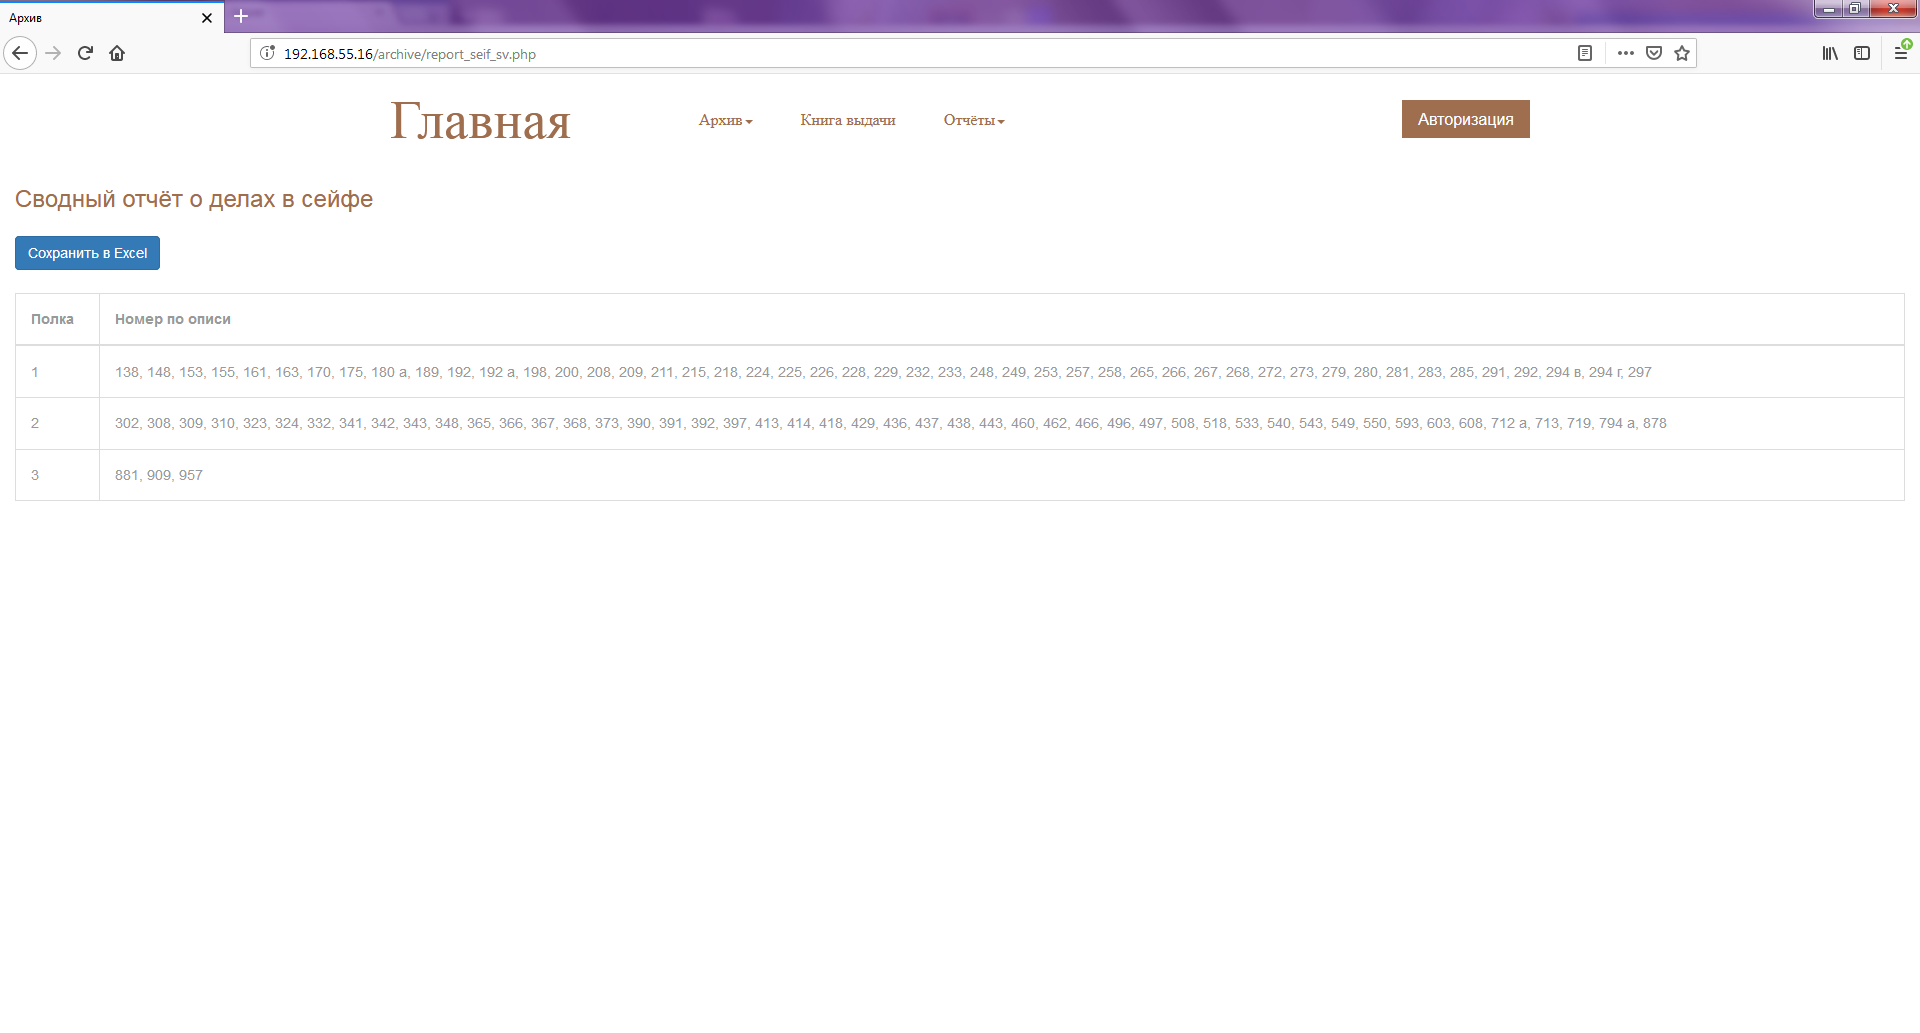 Архив
192.168.55.16/archive/report_seif_sv.php
Главная
Архив
Книга выдачи
Отчёты
Авторизация
Сводный отчёт о делах в сейфе
Сохранить в Excel
Полка Номер по описи
1 138, 148, 153, 155, 161, 163, 170, 175, 180 а, 189, 192, 192 а, 198, 200, 208, 209, 211, 215, 218, 224, 225, 226, 228, 229, 232, 233, 248, 249, 253, 257, 258, 265, 266, 267, 268, 272, 273, 279, 280, 281, 283, 285, 291, 292, 294 в, 294 г, 297
2 302, 308, 309, 310, 323, 324, 332, 341, 342, 343, 348, 365, 366, 367, 368, 373, 390, 391, 392, 397, 413, 414, 418, 429, 436, 437, 438, 443, 460, 462, 466, 496, 497, 508, 518, 533, 540, 543, 549, 550, 593, 603, 608, 712 а, 713, 719, 794 а, 878
3 881, 909, 957